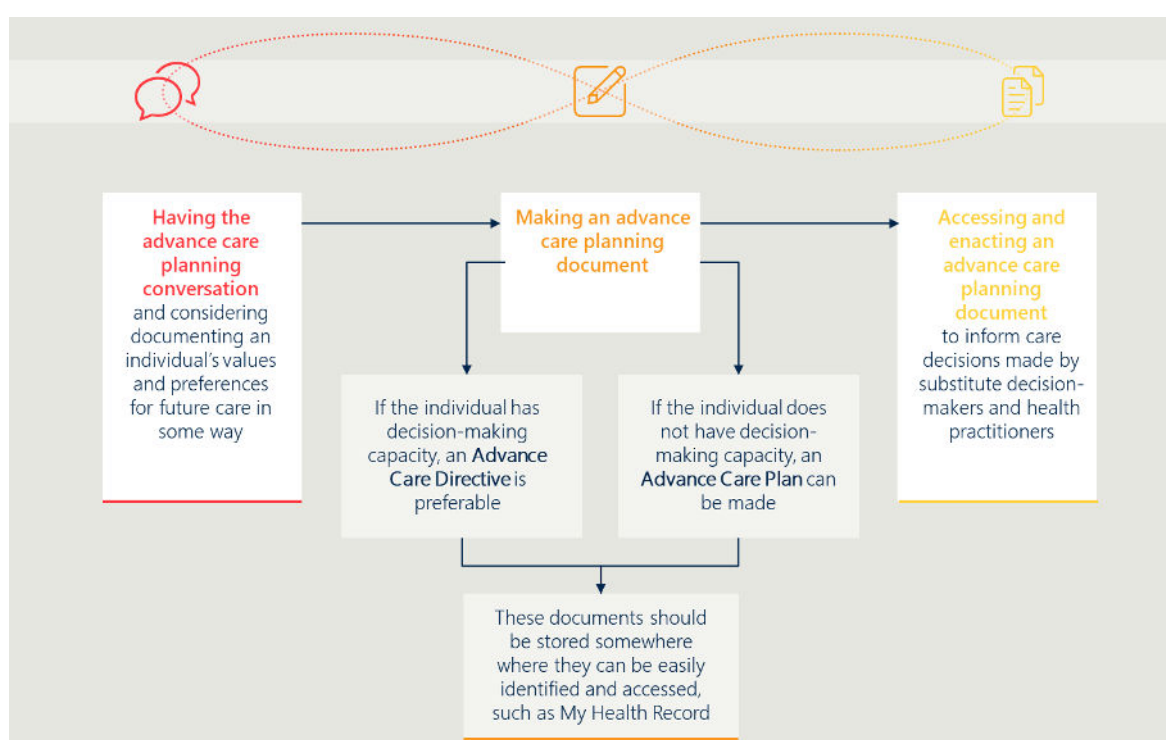 Having the
advance care
planning
conversation
and considering
documenting an
individual's values
and preferences
for future care in
some way
Making an advance
care planning
document
Accessing and
enacting an
advance care
planning
document
to inform care
decisions made by
substitute decision-
makers and health
practitioners
If the individual has
decision-making
capacity, an Advance
Care Directive is
preferable
If the individual does
not have decision-
making capacity, an
Advance Care Plan can
be made
These documents should
be stored somewhere
where they can be easily
identified and accessed,
such as My Health Record